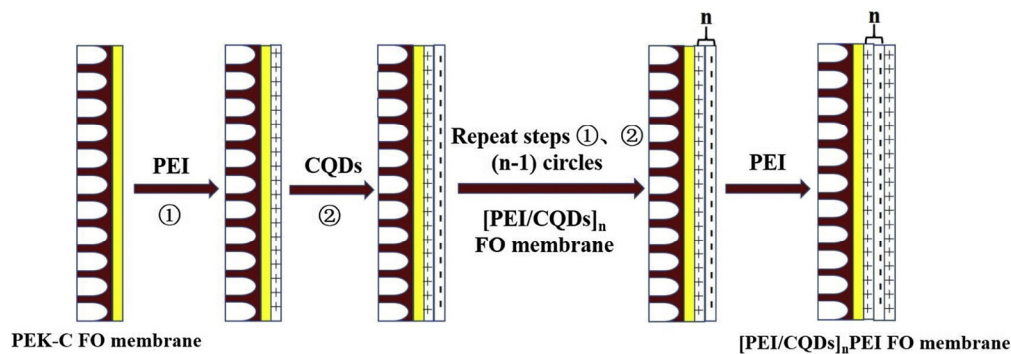 n
n
PEI
①
CQDs
②
Repeat steps ①、②
(n-1) circles
[PEI/CQDs]n
FO membrane
PEI
PEK-C FO membrane
[PEI/CQDs]nPEI FO membrane